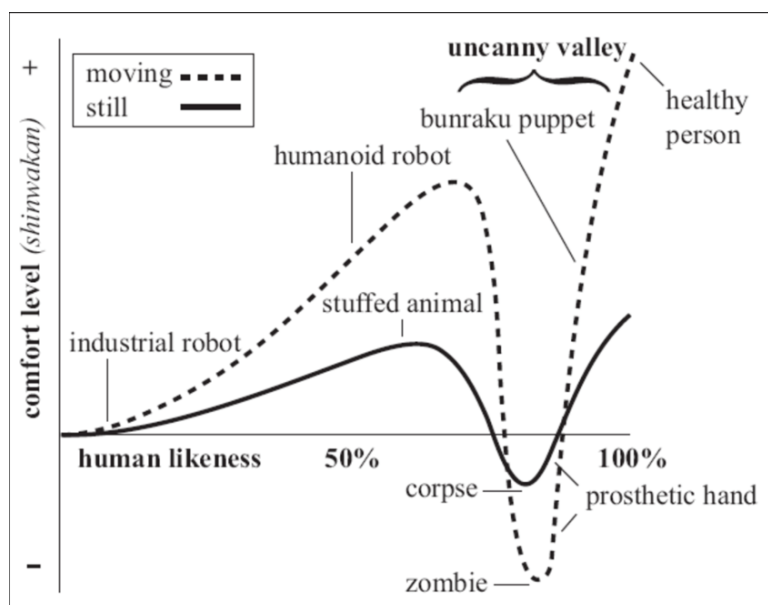 uncanny valley
+
moving
still
healthy
person
bunraku puppet
humanoid robot
stuffed animal
industrial robot
comfort level (shinwakan)
human likeness 50% 100%
corpse
prosthetic hand
-
zombie